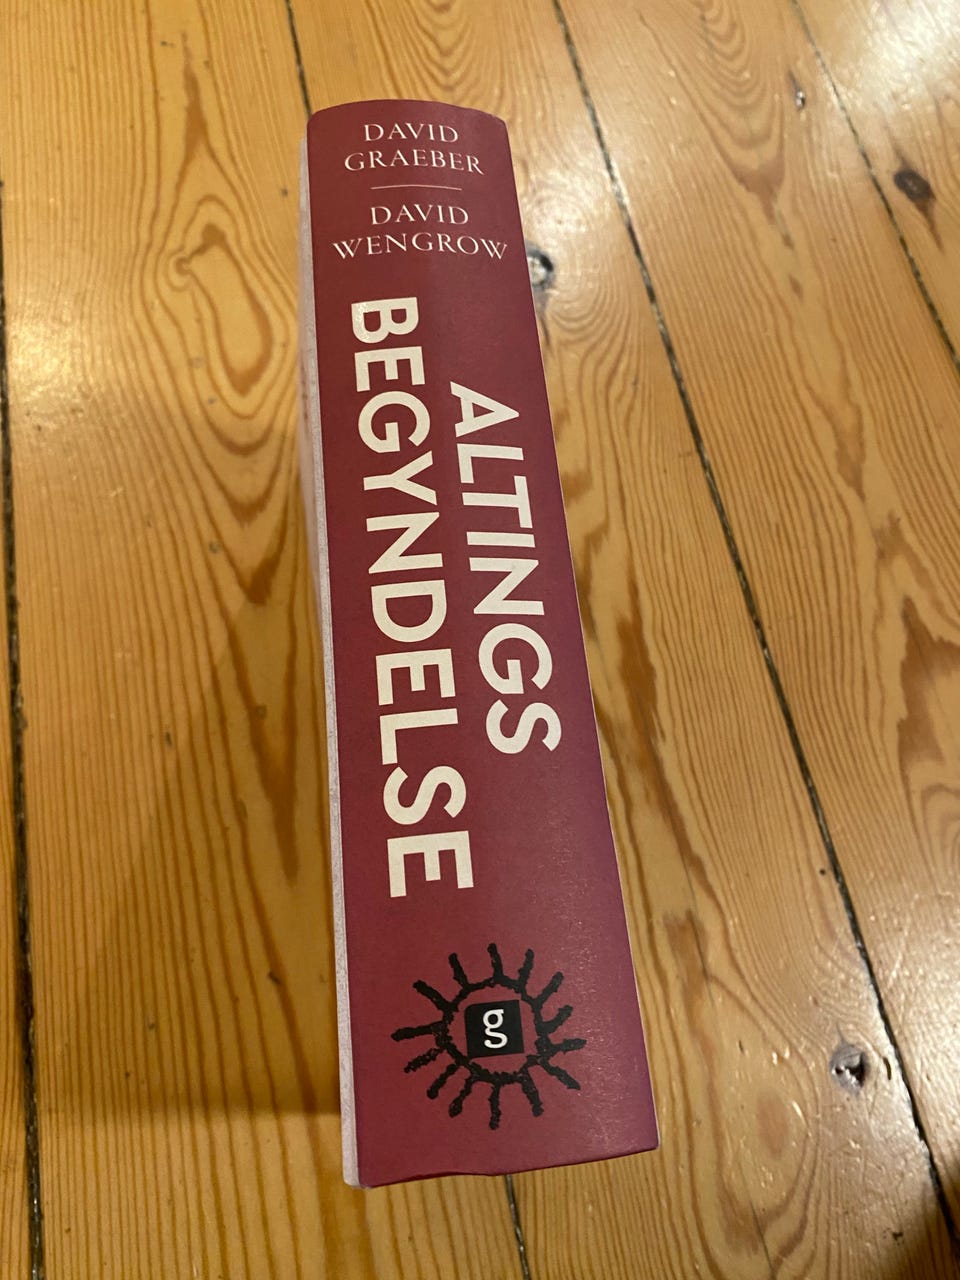 DAVID
GRAEBER
DAVID
WENGROW
ALTINGS
BEGYNDELSE
g